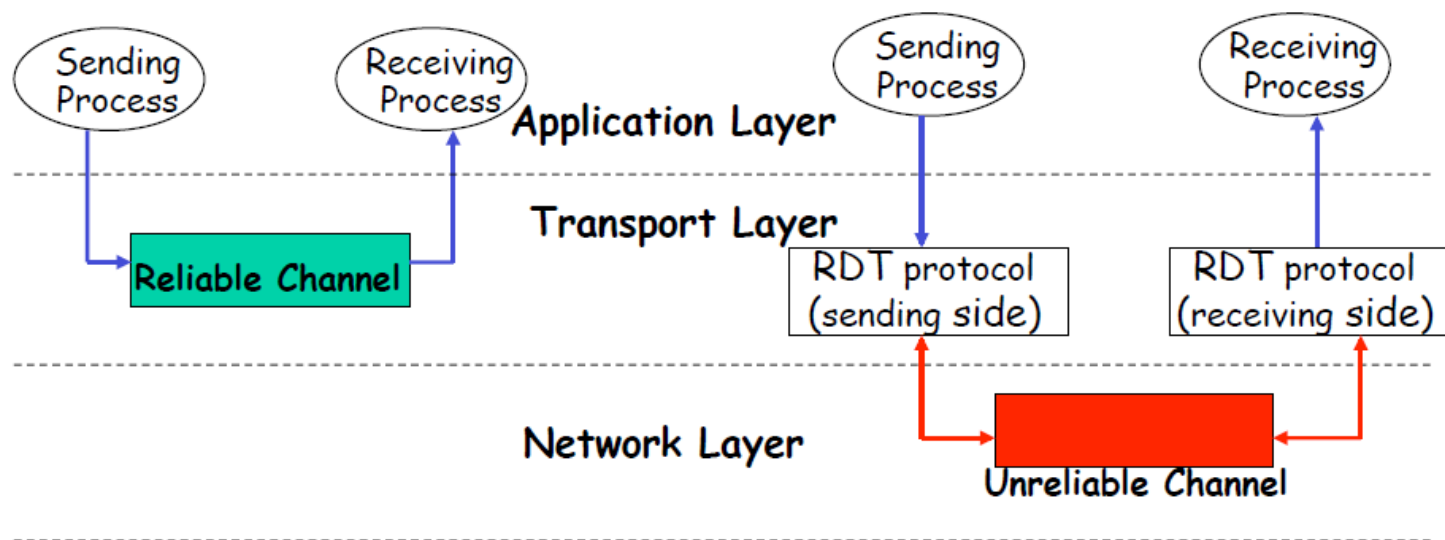 Sending
Process
Receiving
Process
Sending
Process
Receiving
Process
Application Layer
Transport Layer
Reliable Channel
RDT protocol
(sending side)
RDT protocol
(receiving side)
Network Layer
Unreliable Channel